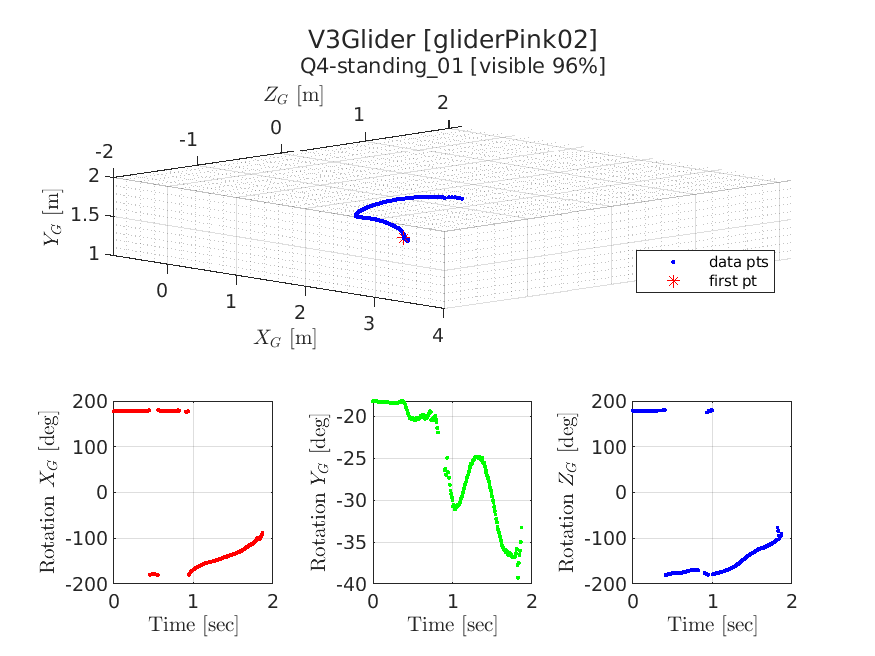 V3Glider [gliderPink02]
Q4-standing_01 [visible 96%]
Z_G [m]
-2 -1 0 1 2
Y_G [m]
2
1.5
1
0 1 2 3 4
X_G [m]
data pts
first pt
Rotation X_G [deg]
200
100
0
-100
-200
0 1 2
Time [sec]
Rotation Y_G [deg]
-20
-25
-30
-35
-40
0 1 2
Time [sec]
Rotation Z_G [deg]
200
100
0
-100
-200
0 1 2
Time [sec]